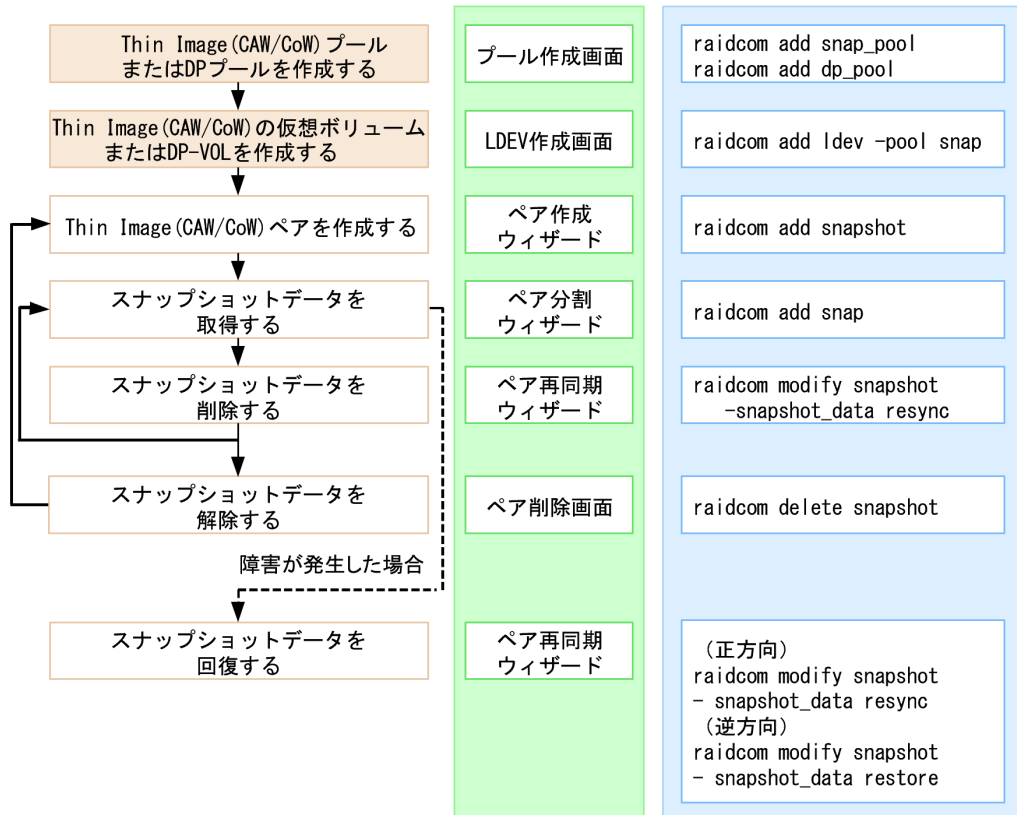 Thin Image(CAW/CoW)プール
またはDPプールを作成する
プール作成画面
raidcom add snap_pool
raidcom add dp_pool
Thin Image(CAW/CoW)の仮想ボリューム
またはDP-VOLを作成する
LDEV作成画面
raidcom add ldev -pool snap
Thin Image(CAW/CoW)ペアを作成する
ペア作成
ウィザード
raidcom add snapshot
スナップショットデータを
取得する
ペア分割
ウィザード
raidcom add snap
スナップショットデータを
削除する
ペア再同期
ウィザード
raidcom modify snapshot
-snapshot_data resync
スナップショットデータを
解除する
ペア削除画面
raidcom delete snapshot
障害が発生した場合
スナップショットデータを
回復する
ペア再同期
ウィザード
（正方向）
raidcom modify snapshot
- snapshot_data resync
（逆方向）
raidcom modify snapshot
- snapshot_data restore